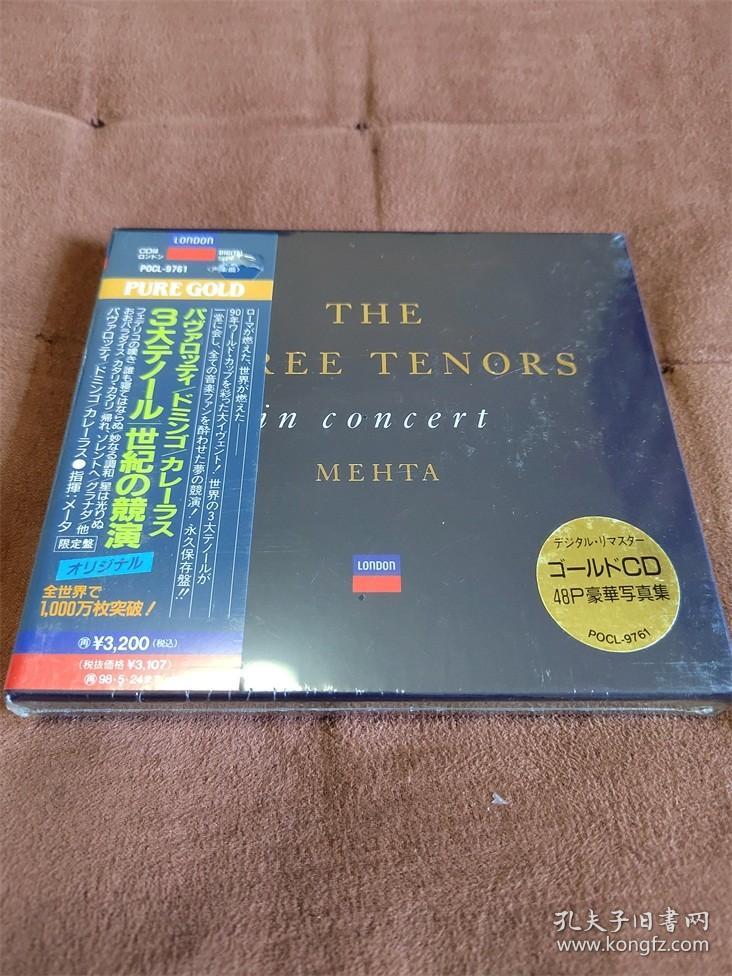 LONDON
CD
ロンドン
DIGITAL
POCL-9761
PURE GOLD
ローマが燃えた、世界が燃えた
90年ワールド・カップを彩った大イヴェント！世界の3大テノールが
一堂に会し、全ての音楽ファンを酔わせた夢の競演！永久保存盤!!
パヴァロッティ/ドミンゴ/カレーラス
3大テノール 世紀の競演
オリジナル
フェデリコの嘆き/誰も寝てはならぬ/妙なる調和/星は光りぬ
おおパラダイス/カタリ・カタリ/帰れ、ソレントへ/グラナダ/他
パヴァロッティ/ドミンゴ/カレーラス●指揮:メータ
限定盤
全世界で
1,000万枚突破！
再 ¥3,200(税込)
(税抜価格 ¥3,107)
再 98・5・24ま
THE
REE TENORS
in concert
MEHTA
LONDON
デジタル・リマスター
ゴールドCD
48P豪華写真集
POCL-9761
孔夫子旧书网
www.kongfz.com